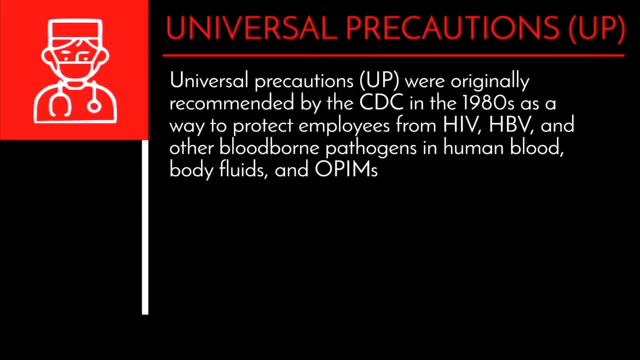 UNIVERSAL PRECAUTIONS (UP)
Universal precautions (UP) were originally
recommended by the CDC in the 1980s as a
way to protect employees from HIV, HBV, and
other bloodborne pathogens in human blood,
body fluids, and OPIMs